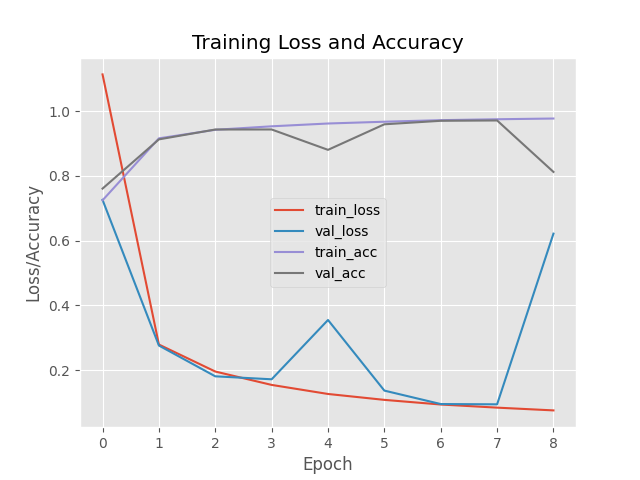 Training Loss and Accuracy
Loss/Accuracy
1.0
0.8
0.6
0.4
0.2
train_loss
val_loss
train_acc
val_acc
0 1 2 3 4 5 6 7 8
Epoch